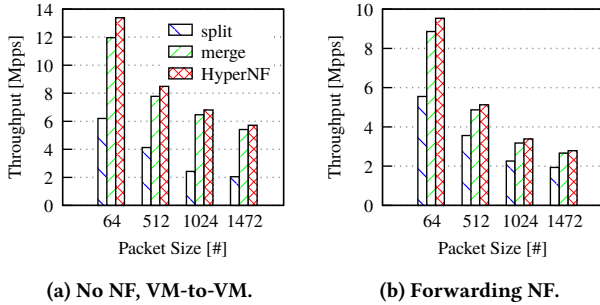 Throughput [Mpps]
16
14
12
10
8
6
4
2
0
split
merge
HyperNF
64 512 1024 1472
Packet Size [#]
(a) No NF, VM-to-VM.
Throughput [Mpps]
10
8
6
4
2
0
64 512 1024 1472
Packet Size [#]
(b) Forwarding NF.